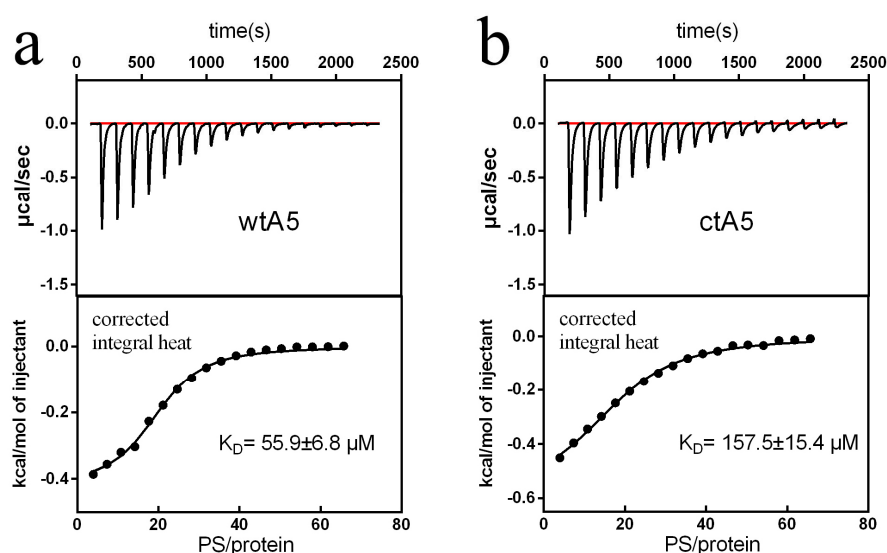 a
time(s)
0 500 1000 1500 2000 2500
0.0
-0.5
-1.0
-1.5
µcal/sec
wtA5
corrected
integral heat
0.0
-0.2
-0.4
kcal/mol of injectant
KD= 55.9±6.8 µM
0 20 40 60 80
PS/protein
b
time(s)
0 500 1000 1500 2000 2500
0.0
-0.5
-1.0
-1.5
µcal/sec
ctA5
corrected
integral heat
0.0
-0.2
-0.4
-0.6
kcal/mol of injectant
KD= 157.5±15.4 µM
0 20 40 60 80
PS/protein